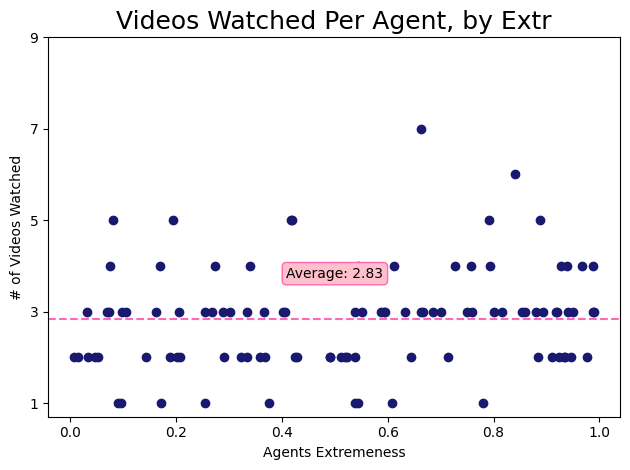 Videos Watched Per Agent, by Extr
# of Videos Watched
9
7
5
3
1
Average: 2.83
0.0 0.2 0.4 0.6 0.8 1.0
Agents Extremeness